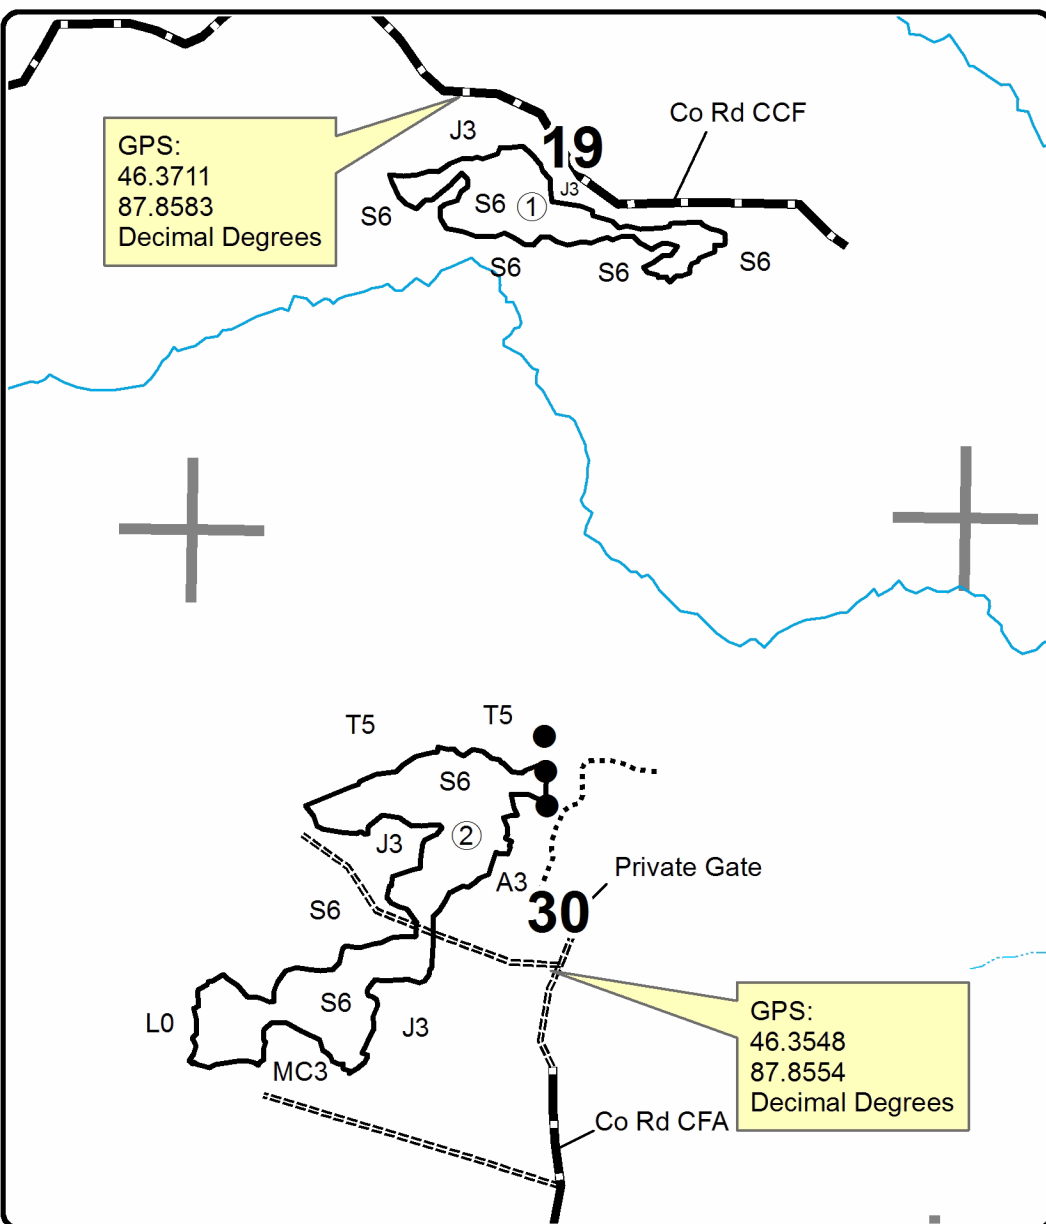 Co Rd CCF
19
J3
GPS:
46.3711
87.8583
Decimal Degrees
J3
S6
1
S6
S6
S6
S6
T5
T5
S6
J3
2
Private Gate
A3
S6
30
S6
L0
J3
GPS:
46.3548
87.8554
Decimal Degrees
MC3
Co Rd CFA